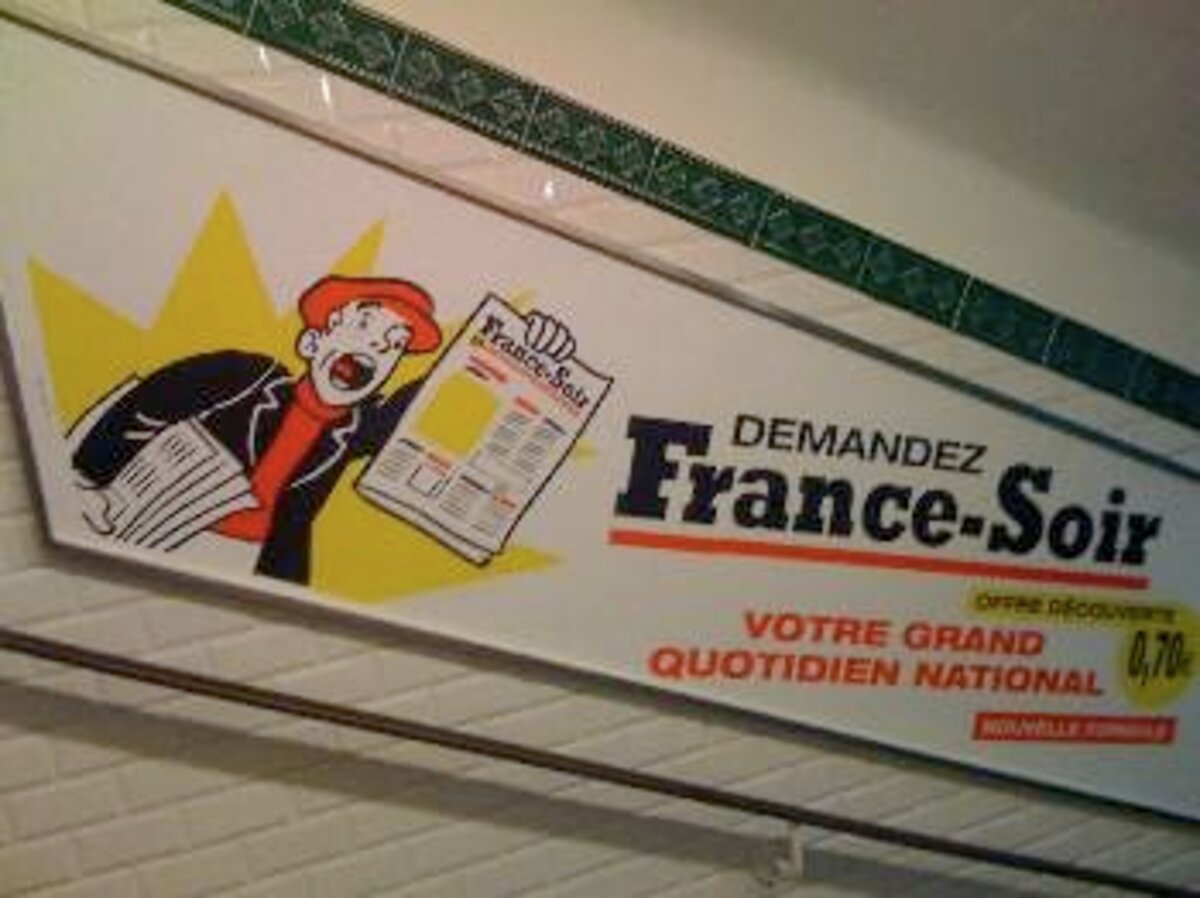 France-Soir
DEMANDEZ
France-Soir
OFFRE DÉCOUVERTE
0,70€
VOTRE GRAND
QUOTIDIEN NATIONAL
NOUVELLE FORMULE